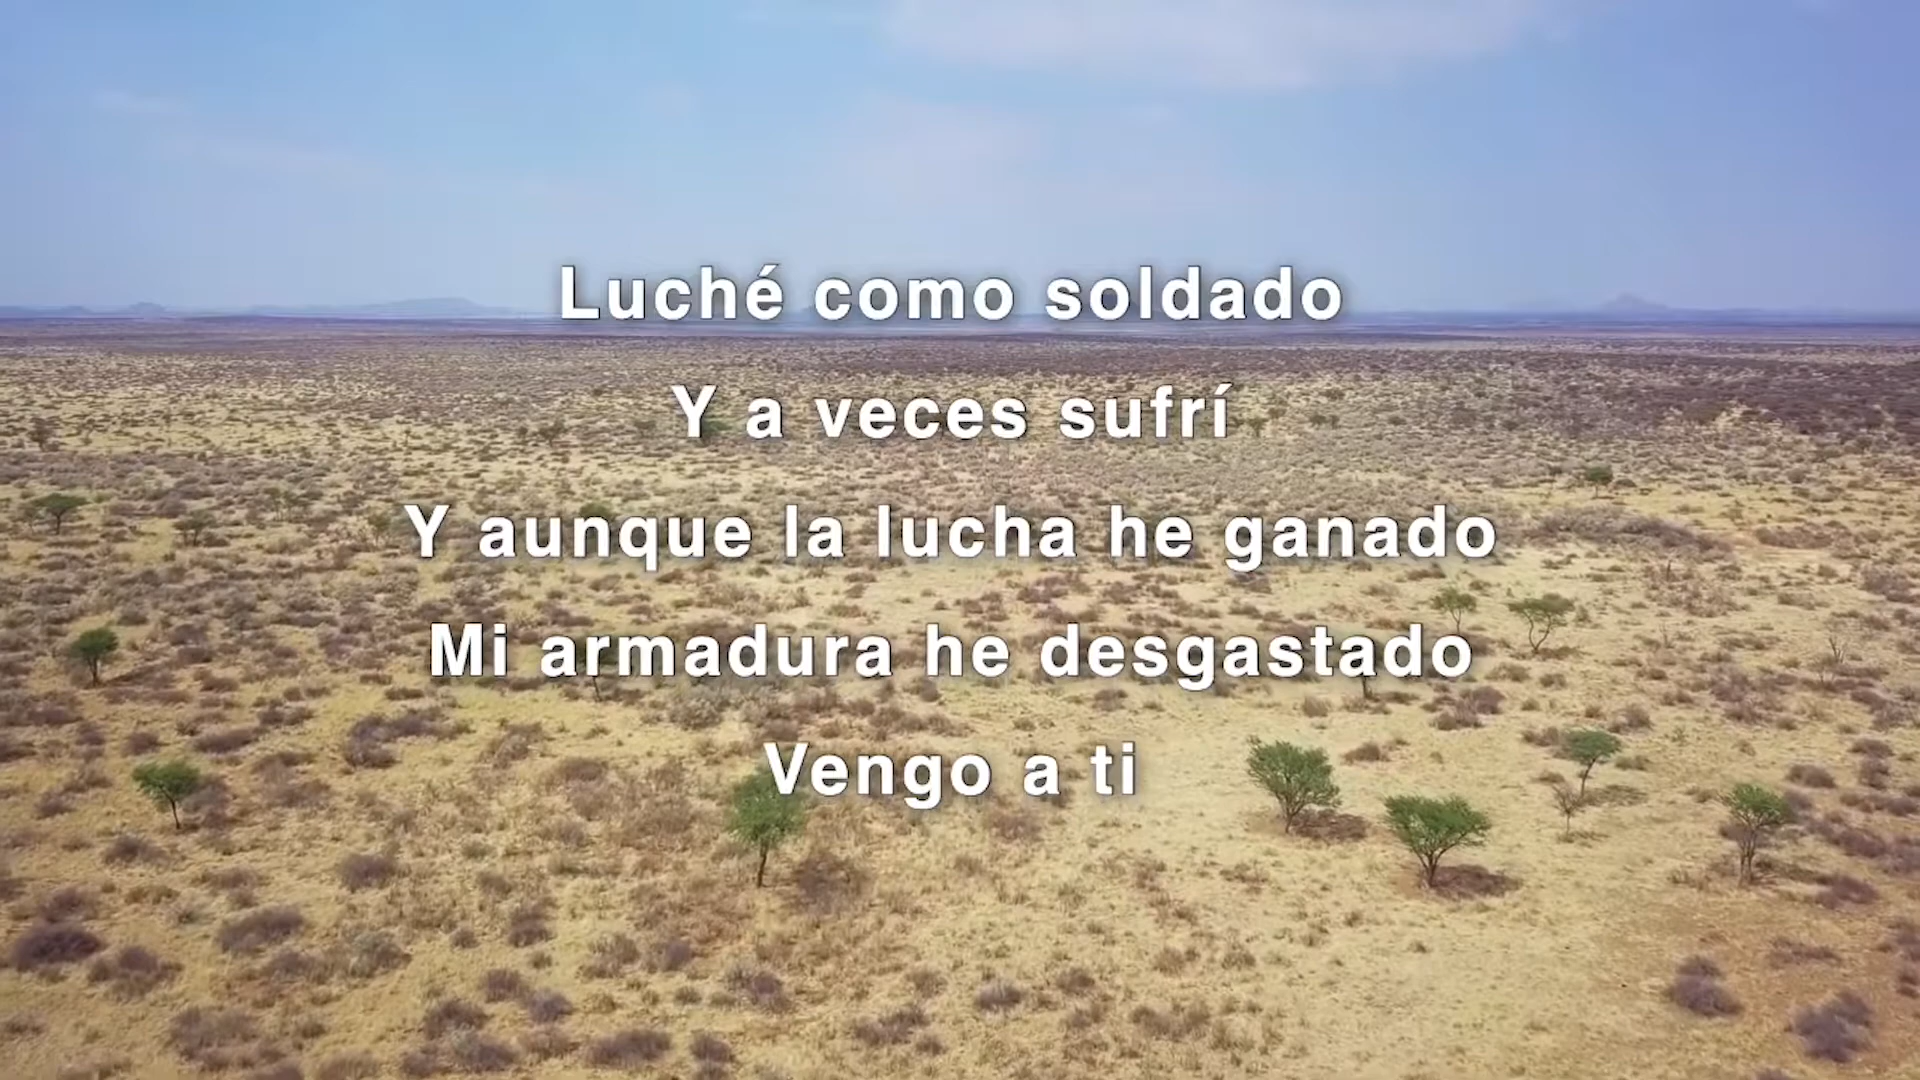 Luché como soldado
Y a veces sufrí
Y aunque la lucha he ganado
Mi armadura he desgastado
Vengo a ti